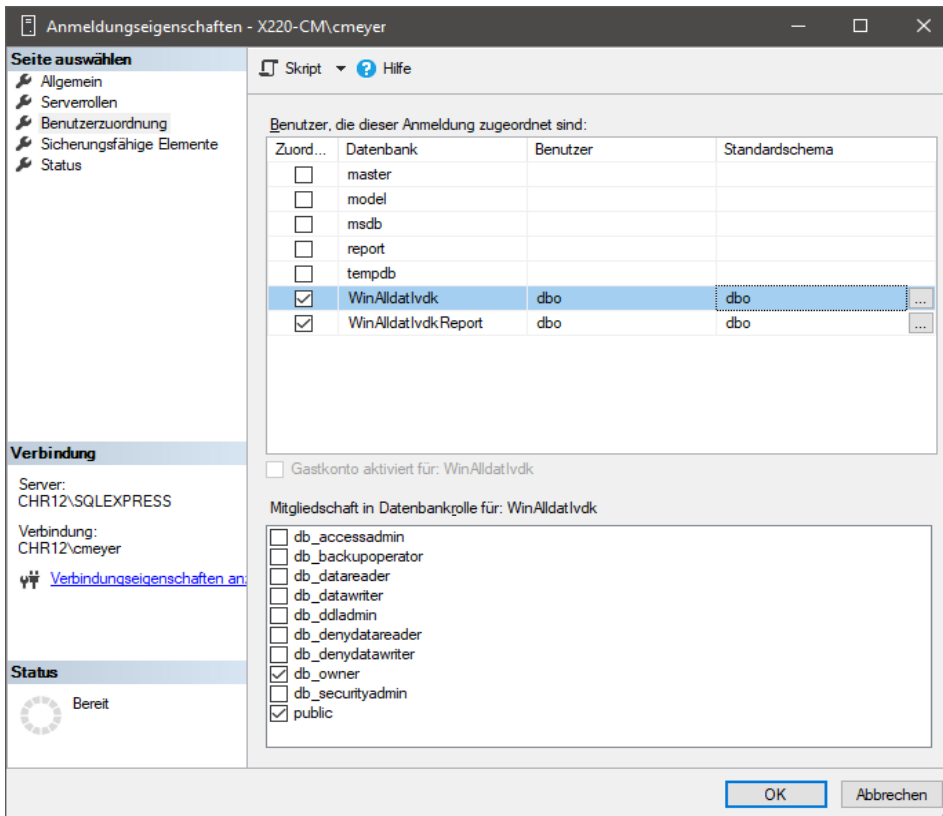 Anmeldungseigenschaften - X220-CM\cmeyer
Seite auswählen
Allgemein
Serverrollen
Benutzerzuordnung
Sicherungsfähige Elemente
Status
Skript
Hilfe
Benutzer, die dieser Anmeldung zugeordnet sind:
Zuord... Datenbank Benutzer Standardschema
master
model
msdb
report
tempdb
WinAlldatIvdk dbo dbo ...
WinAlldatIvdkReport dbo dbo ...
Gastkonto aktiviert für: WinAlldatIvdk
Mitgliedschaft in Datenbankrolle für: WinAlldatIvdk
db_accessadmin
db_backupoperator
db_datareader
db_datawriter
db_ddladmin
db_denydatareader
db_denydatawriter
db_owner
db_securityadmin
public
Verbindung
Server:
CHR12\SQLEXPRESS
Verbindung:
CHR12\cmeyer
Verbindungseigenschaften an
Status
Bereit
OK Abbrechen